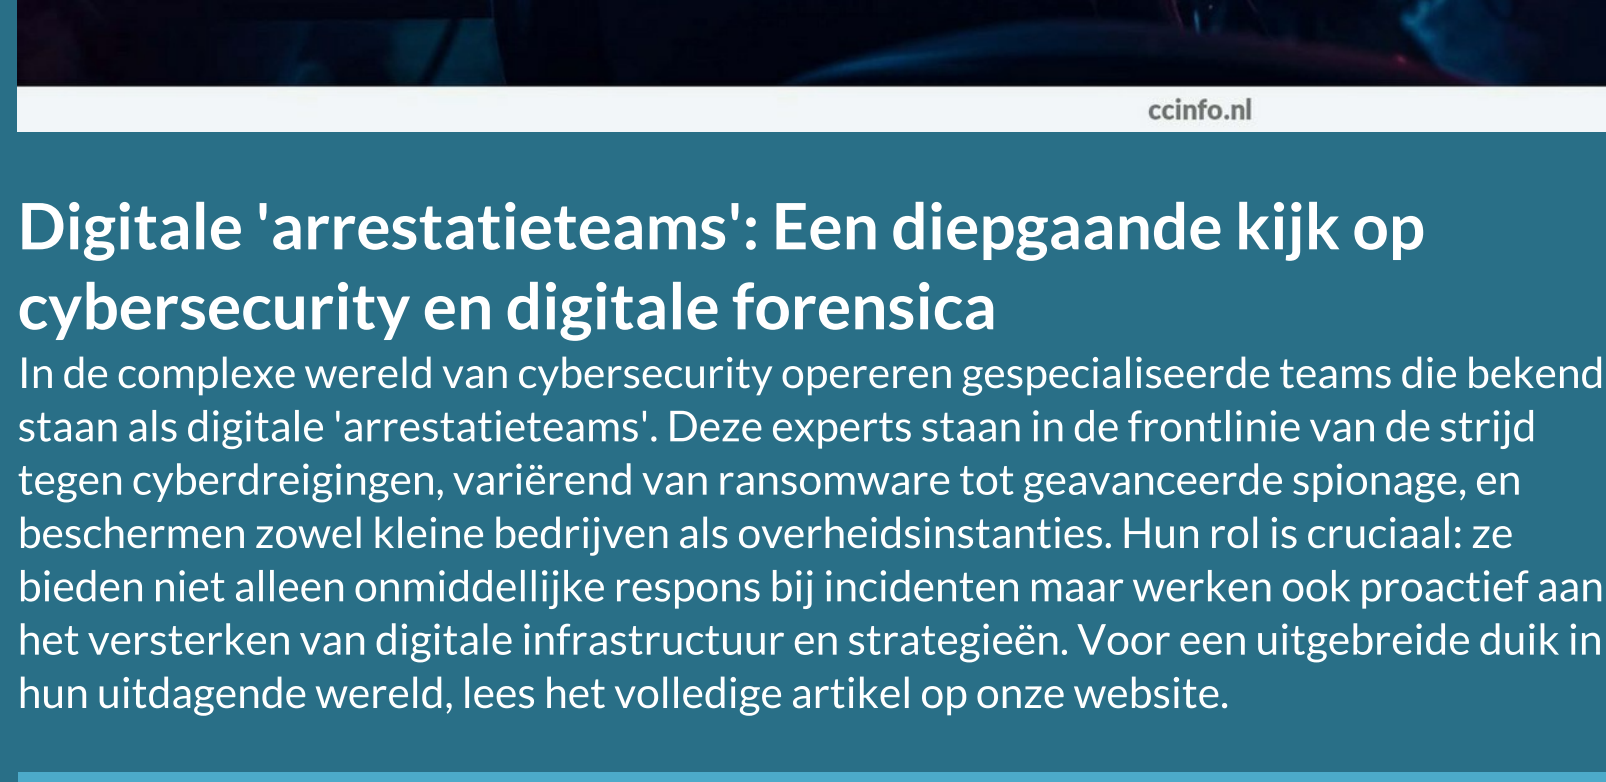 ccinfo.nl
Digitale 'arrestatieteams': Een diepgaande kijk op
cybersecurity en digitale forensica
In de complexe wereld van cybersecurity opereren gespecialiseerde teams die bekend
staan als digitale 'arrestatieteams'. Deze experts staan in de frontlinie van de strijd
tegen cyberdreigingen, variërend van ransomware tot geavanceerde spionage, en
beschermen zowel kleine bedrijven als overheidsinstanties. Hun rol is cruciaal: ze
bieden niet alleen onmiddellijke respons bij incidenten maar werken ook proactief aan
het versterken van digitale infrastructuur en strategieën. Voor een uitgebreide duik in
hun uitdagende wereld, lees het volledige artikel op onze website.